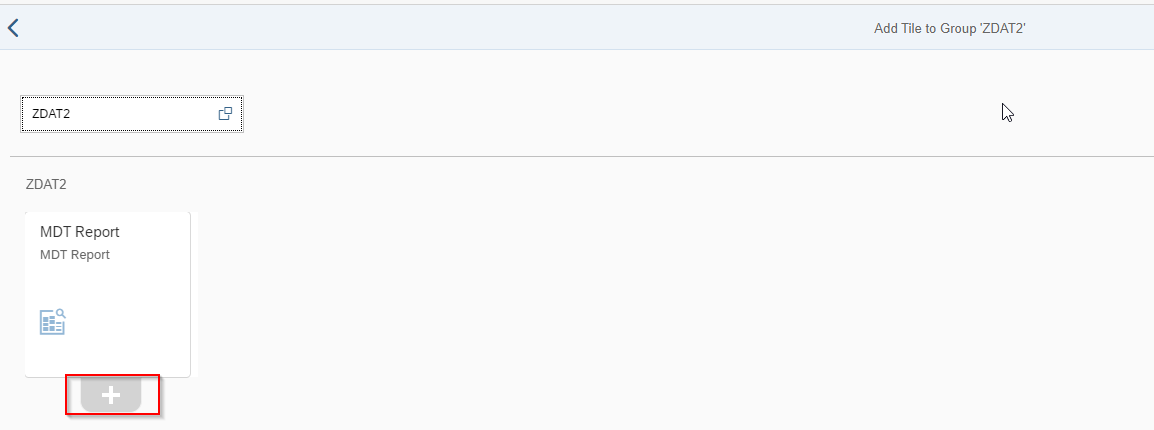 Add Tile to Group 'ZDAT2'
ZDAT2
ZDAT2
MDT Report
MDT Report